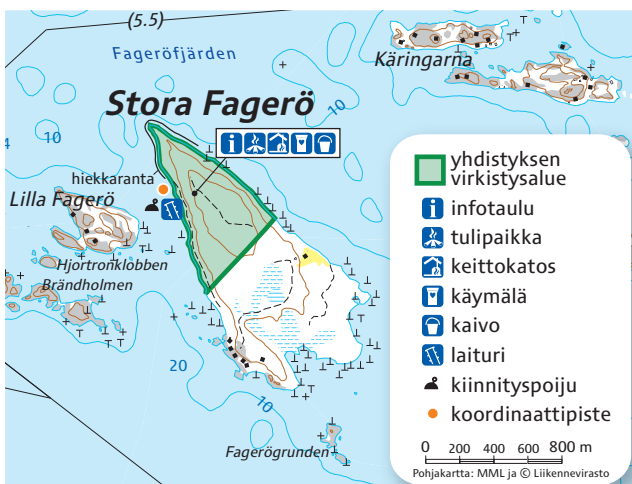 (5.5)
Fageröfjärden
Käringarna
Stora Fagerö
10
10
hiekkaranta
Lilla Fagerö
Hjortronklobben
Brändholmen
20
10
Fagerögrunden
yhdistyksen
virkistysalue
infotaulu
tulipaikka
keittokatos
käymälä
kaivo
laituri
kiinnityspoiju
koordinaattipiste
0 200 400 600 800 m
Pohjakartta: MML ja © Liikennevirasto